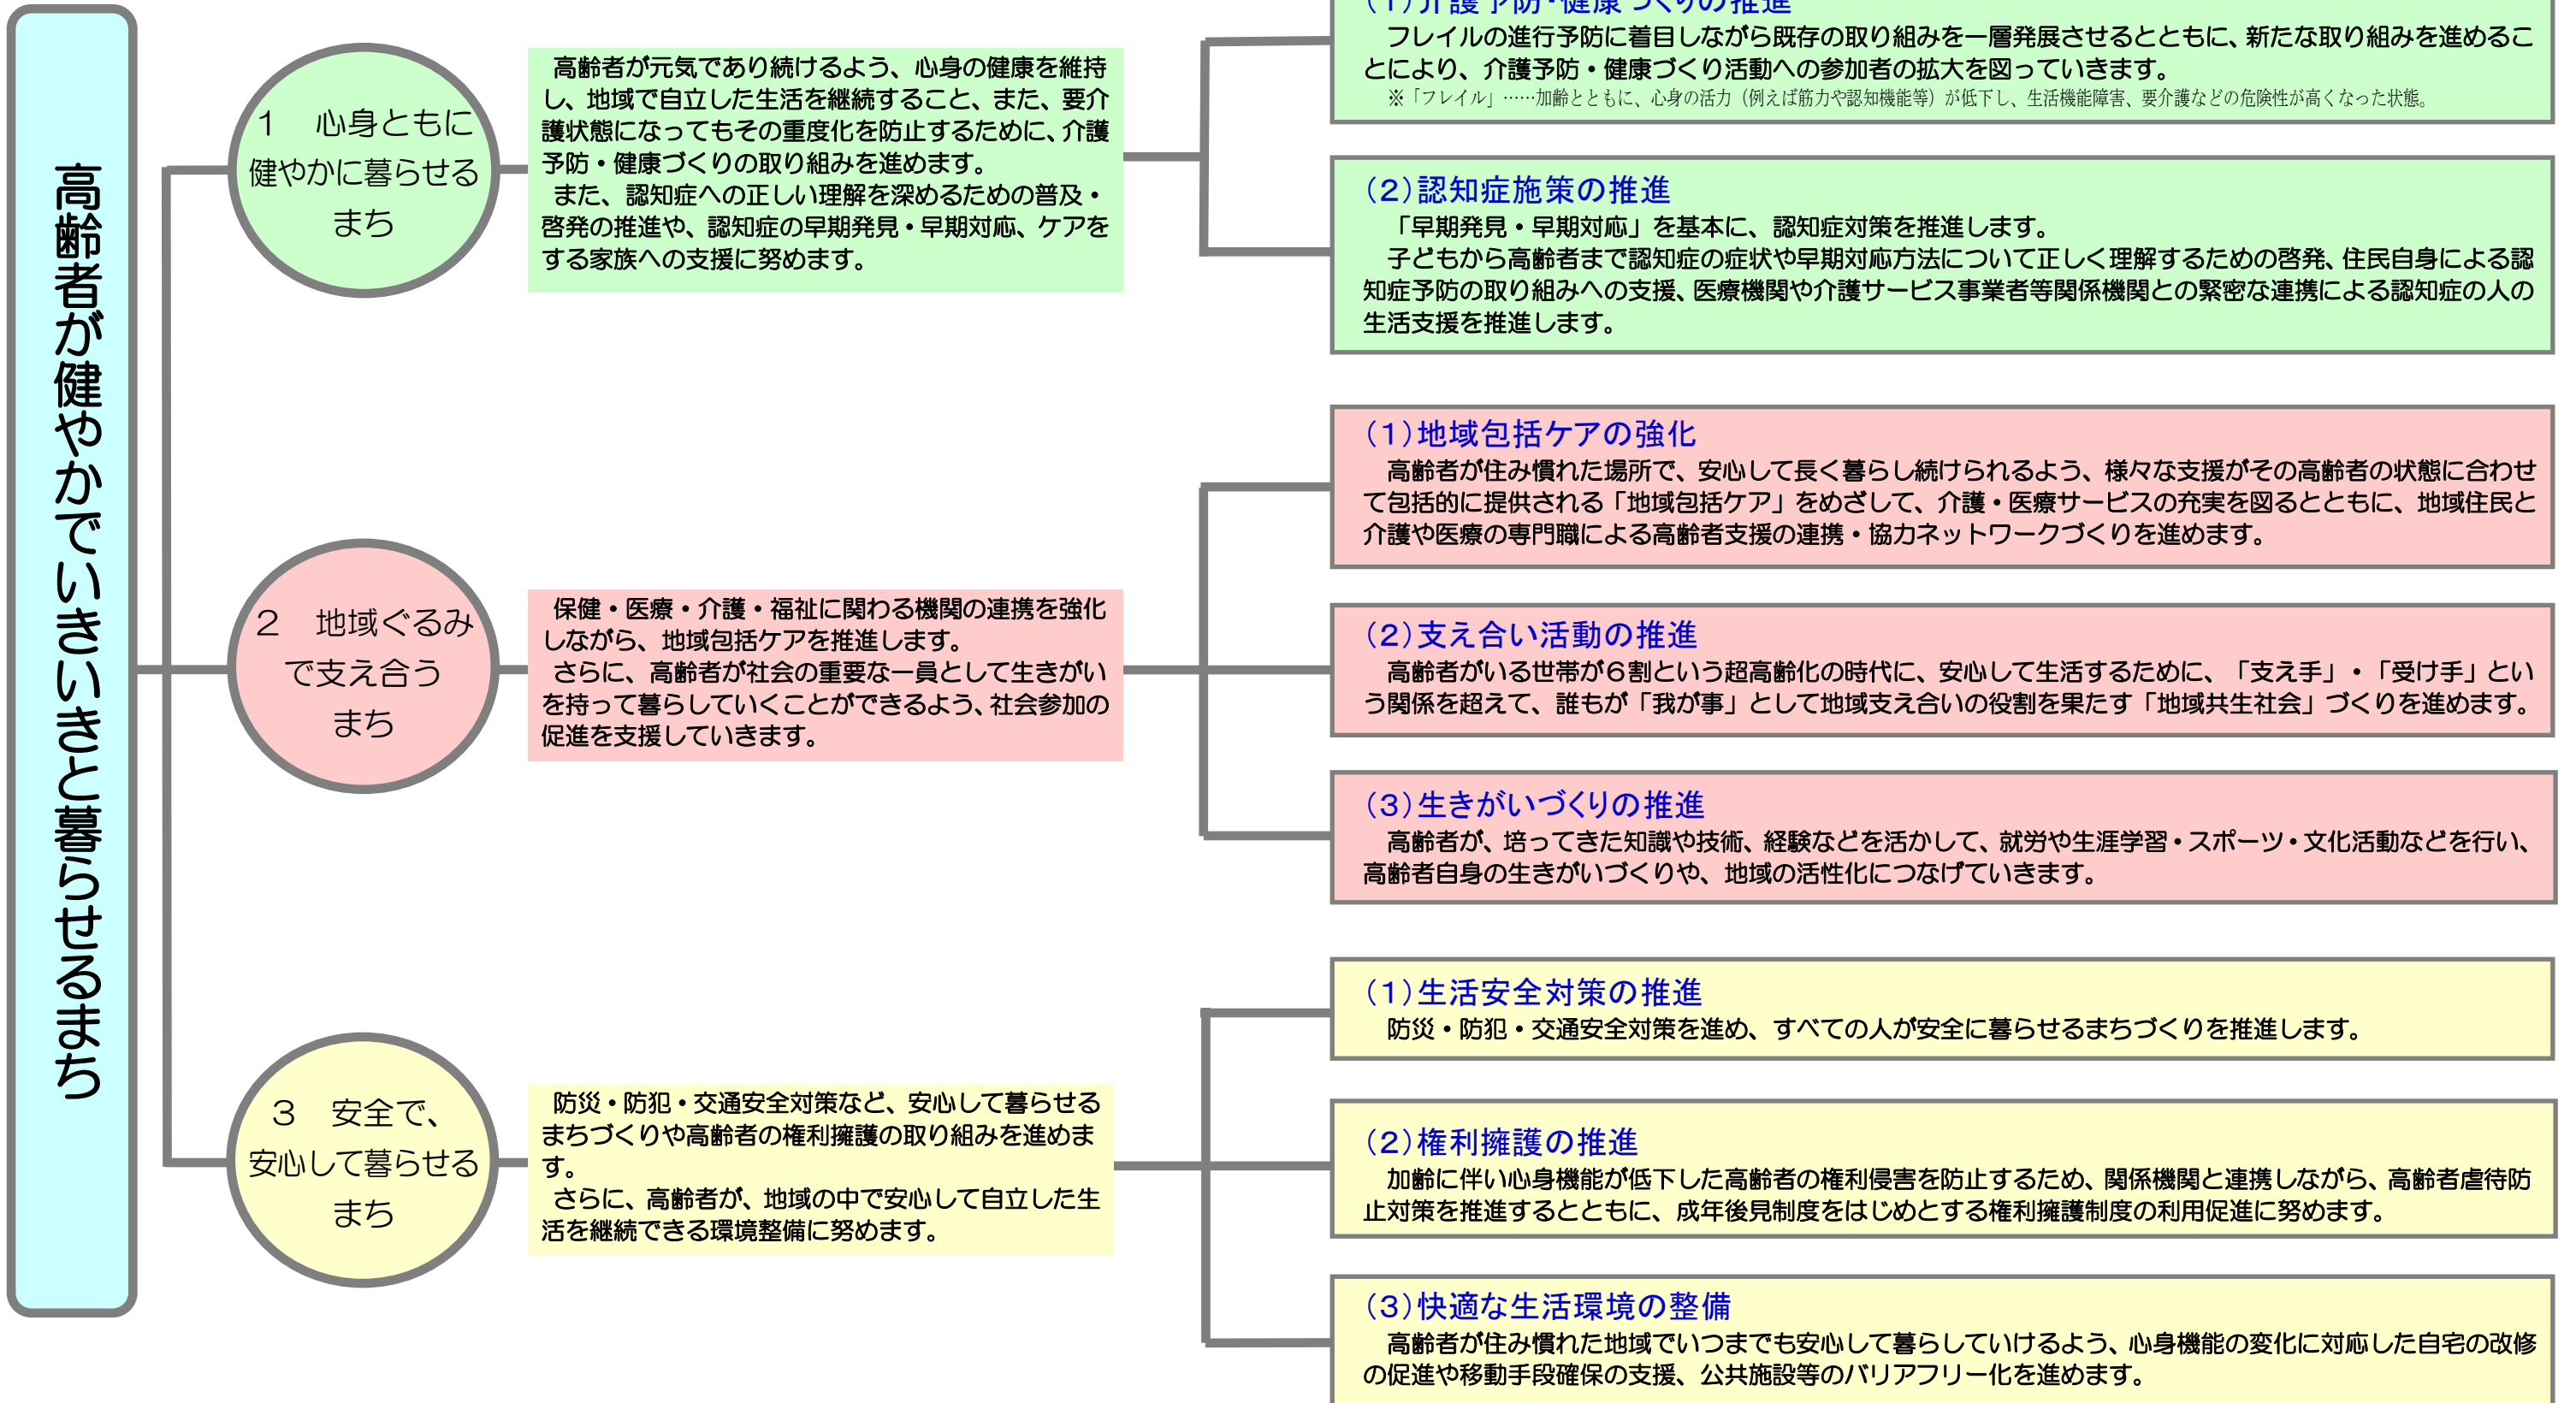 高齢者が健やかでいきいきと暮らせるまち
1　心身ともに
健やかに暮らせる
まち
高齢者が元気であり続けるよう、心身の健康を維持
し、地域で自立した生活を継続すること、また、要介
護状態になってもその重度化を防止するために、介護
予防・健康づくりの取り組みを進めます。
また、認知症への正しい理解を深めるための普及・
啓発の推進や、認知症の早期発見・早期対応、ケアを
する家族への支援に努めます。
(1)介護予防・健康づくりの推進
フレイルの進行予防に着目しながら既存の取り組みを一層発展させるとともに、新たな取り組みを進めるこ
とにより、介護予防・健康づくり活動への参加者の拡大を図っていきます。
※「フレイル」……加齢とともに、心身の活力（例えば筋力や認知機能等）が低下し、生活機能障害、要介護などの危険性が高くなった状態。
(2)認知症施策の推進
「早期発見・早期対応」を基本に、認知症対策を推進します。
子どもから高齢者まで認知症の症状や早期対応方法について正しく理解するための啓発、住民自身による認
知症予防の取り組みへの支援、医療機関や介護サービス事業者等関係機関との緊密な連携による認知症の人の
生活支援を推進します。
2　地域ぐるみ
で支え合う
まち
保健・医療・介護・福祉に関わる機関の連携を強化
しながら、地域包括ケアを推進します。
さらに、高齢者が社会の重要な一員として生きがい
を持って暮らしていくことができるよう、社会参加の
促進を支援していきます。
(1)地域包括ケアの強化
高齢者が住み慣れた場所で、安心して長く暮らし続けられるよう、様々な支援がその高齢者の状態に合わせ
て包括的に提供される「地域包括ケア」をめざして、介護・医療サービスの充実を図るとともに、地域住民と
介護や医療の専門職による高齢者支援の連携・協力ネットワークづくりを進めます。
(2)支え合い活動の推進
高齢者がいる世帯が6割という超高齢化の時代に、安心して生活するために、「支え手」・「受け手」とい
う関係を超えて、誰もが「我が事」として地域支え合いの役割を果たす「地域共生社会」づくりを進めます。
(3)生きがいづくりの推進
高齢者が、培ってきた知識や技術、経験などを活かして、就労や生涯学習・スポーツ・文化活動などを行い、
高齢者自身の生きがいづくりや、地域の活性化につなげていきます。
3　安全で、
安心して暮らせる
まち
防災・防犯・交通安全対策など、安心して暮らせる
まちづくりや高齢者の権利擁護の取り組みを進めま
す。
さらに、高齢者が、地域の中で安心して自立した生
活を継続できる環境整備に努めます。
(1)生活安全対策の推進
防災・防犯・交通安全対策を進め、すべての人が安全に暮らせるまちづくりを推進します。
(2)権利擁護の推進
加齢に伴い心身機能が低下した高齢者の権利侵害を防止するため、関係機関と連携しながら、高齢者虐待防
止対策を推進するとともに、成年後見制度をはじめとする権利擁護制度の利用促進に努めます。
(3)快適な生活環境の整備
高齢者が住み慣れた地域でいつまでも安心して暮らしていけるよう、心身機能の変化に対応した自宅の改修
の促進や移動手段確保の支援、公共施設等のバリアフリー化を進めます。